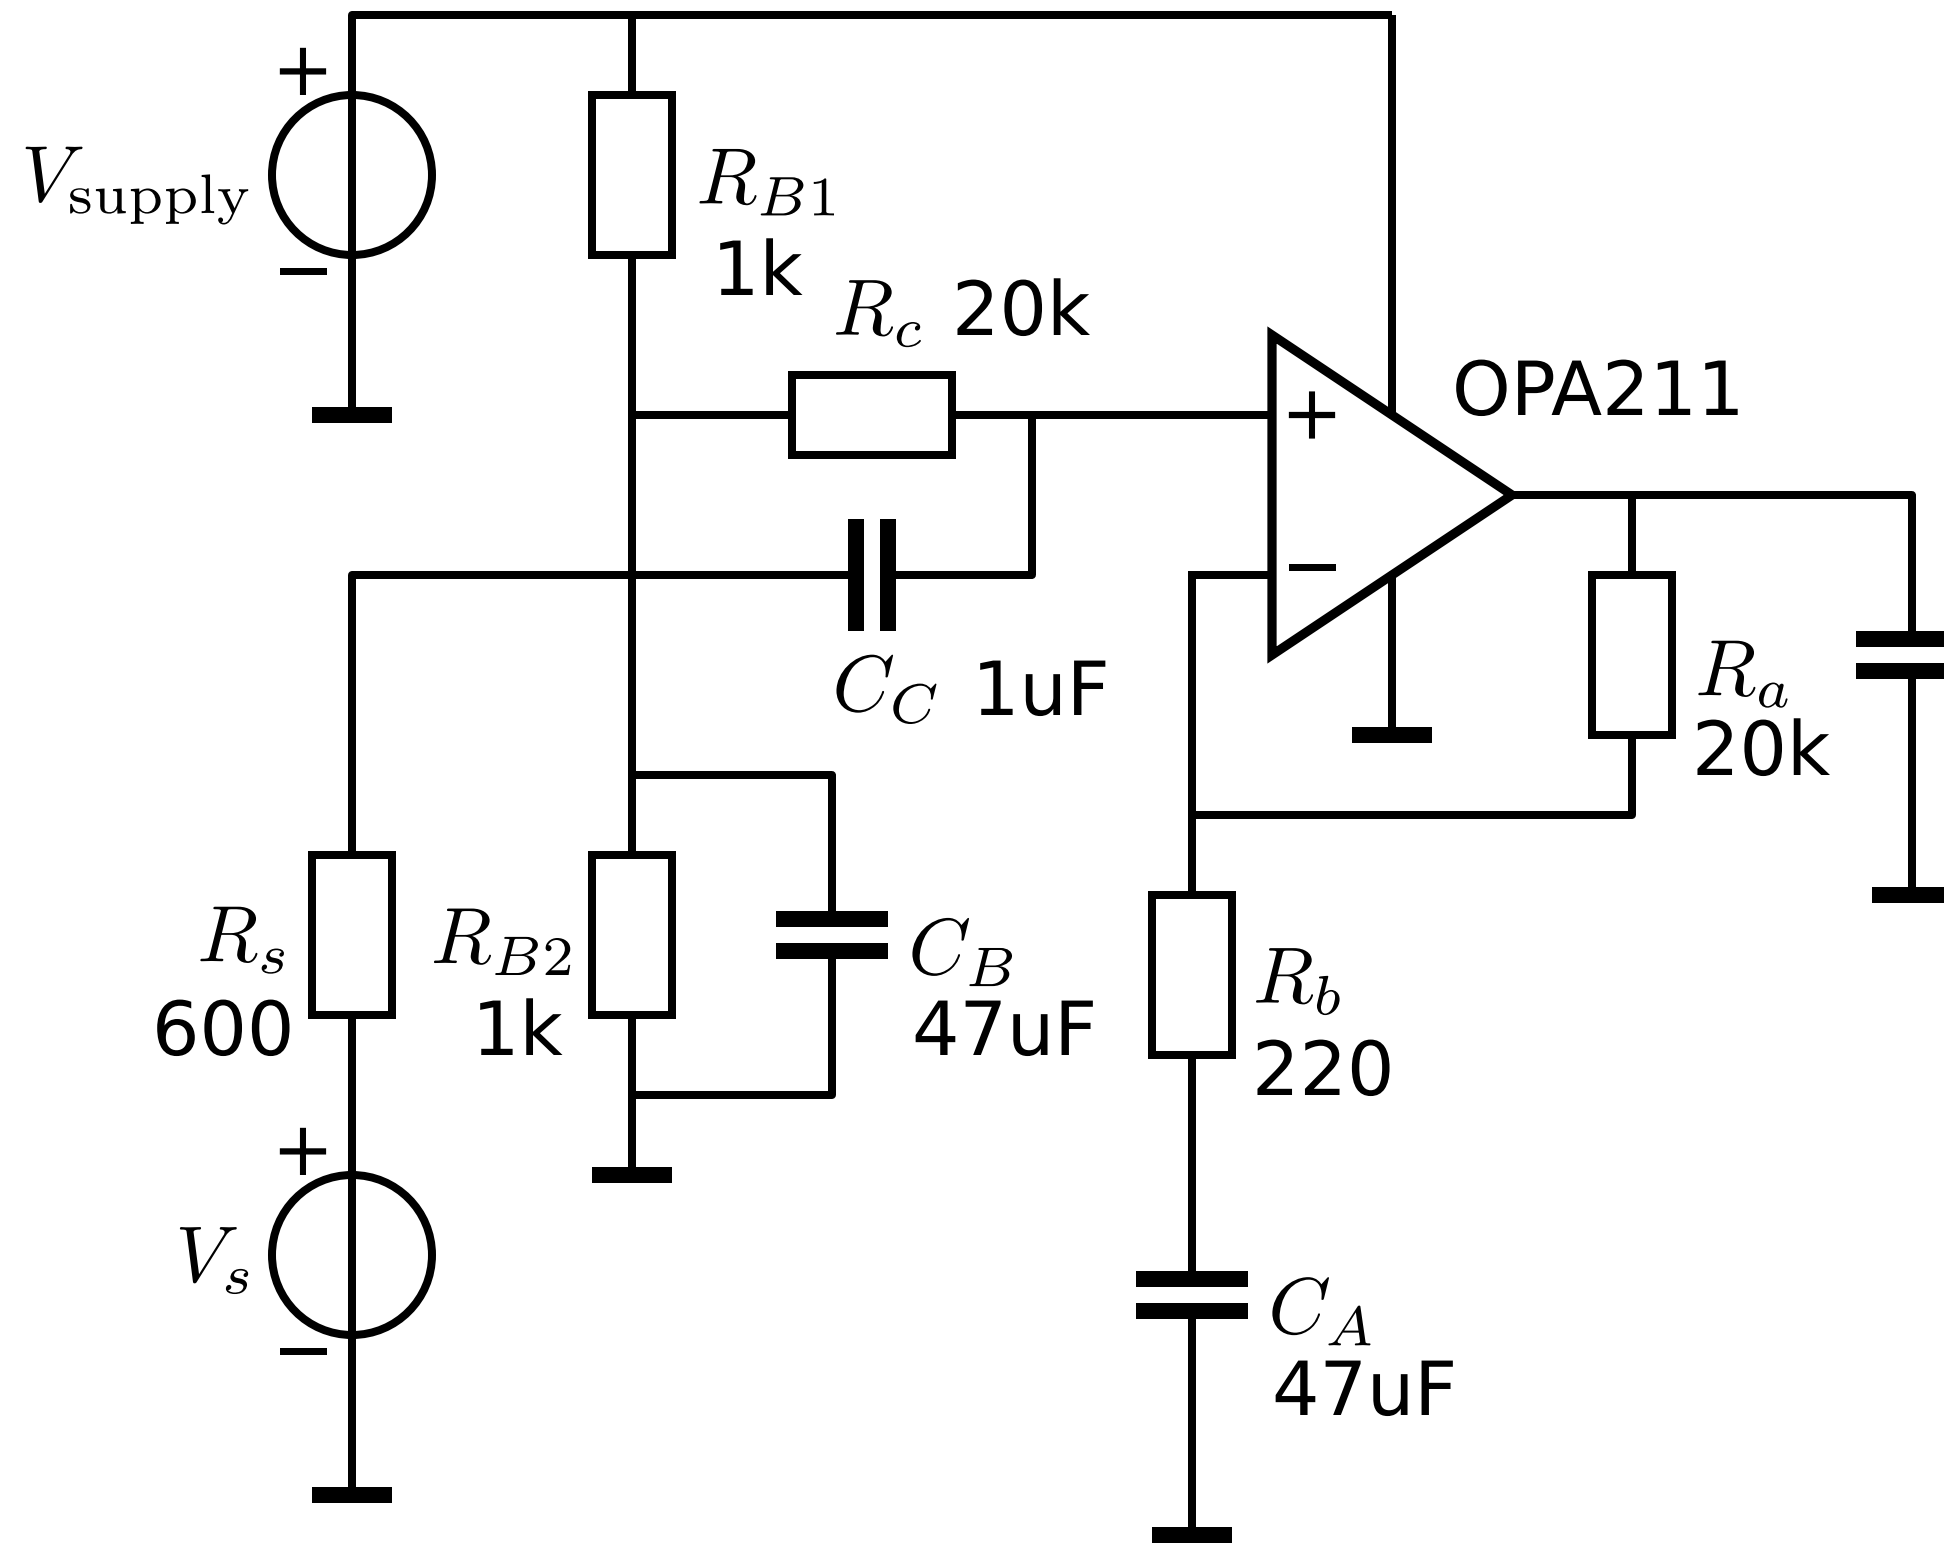 +
V_supply
−
R_B1
1k
R_c 20k
+
OPA211
−
C_C 1uF
R_a
20k
R_s
600
R_B2
1k
C_B
47uF
R_b
220
+
V_s
−
C_A
47uF